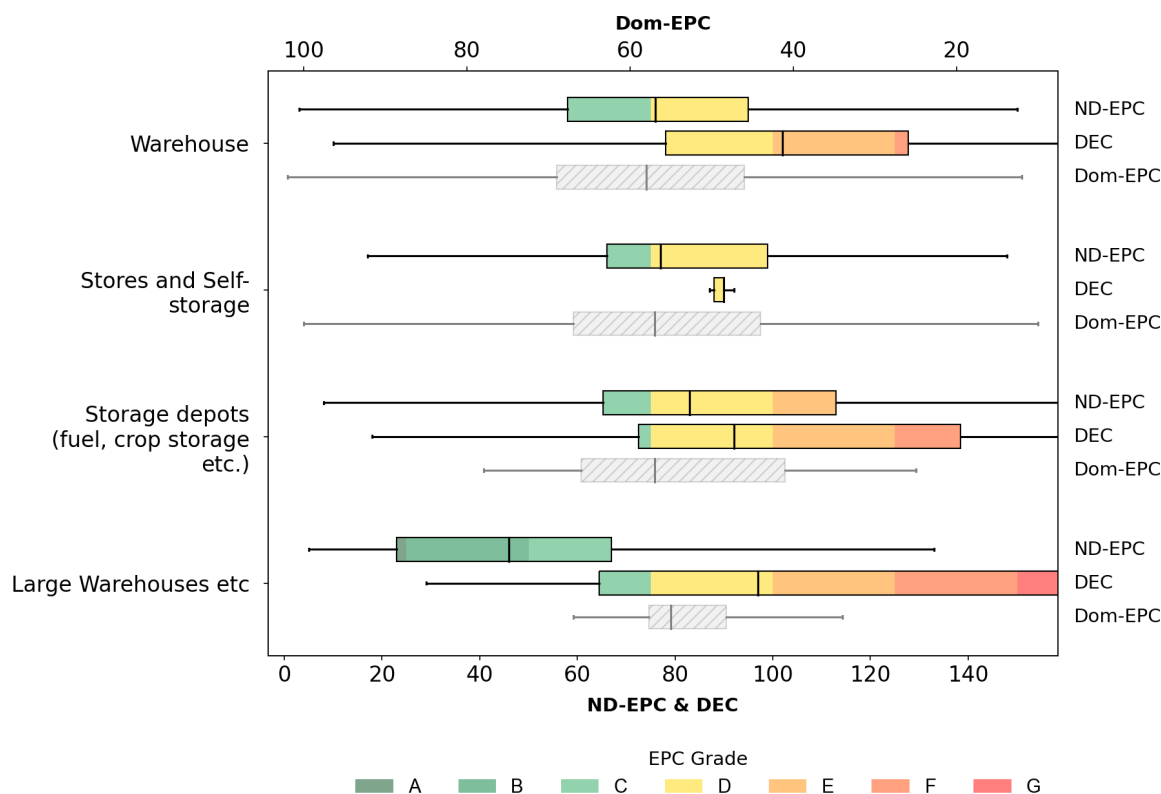 Dom-EPC
100 80 60 40 20
Warehouse
ND-EPC
DEC
Dom-EPC
Stores and Self-
storage
ND-EPC
DEC
Dom-EPC
Storage depots
(fuel, crop storage
etc.)
ND-EPC
DEC
Dom-EPC
Large Warehouses etc
ND-EPC
DEC
Dom-EPC
0 20 40 60 80 100 120 140
ND-EPC & DEC
EPC Grade
A B C D E F G